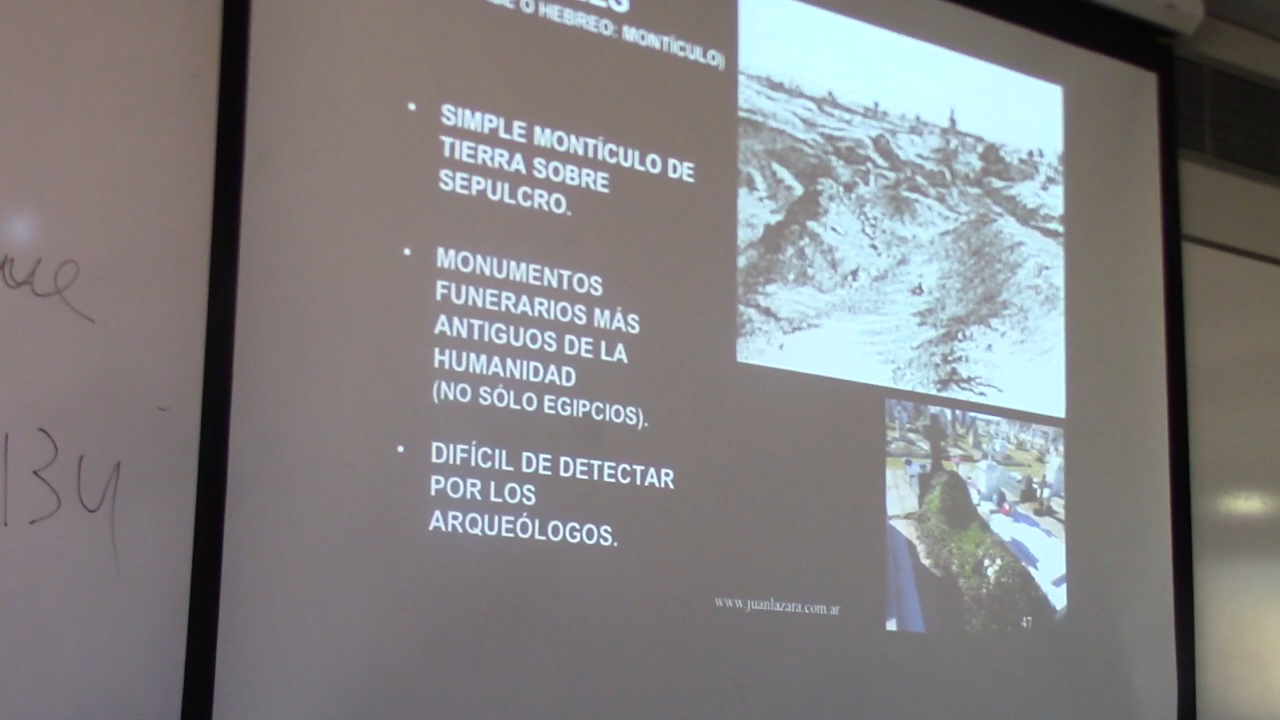 O HEBREO: MONTÍCULO)
• SIMPLE MONTÍCULO DE
TIERRA SOBRE
SEPULCRO.
• MONUMENTOS
FUNERARIOS MÁS
ANTIGUOS DE LA
HUMANIDAD
(NO SÓLO EGIPCIOS).
• DIFÍCIL DE DETECTAR
POR LOS
ARQUEÓLOGOS.
www.juanlazara.com.ar
47